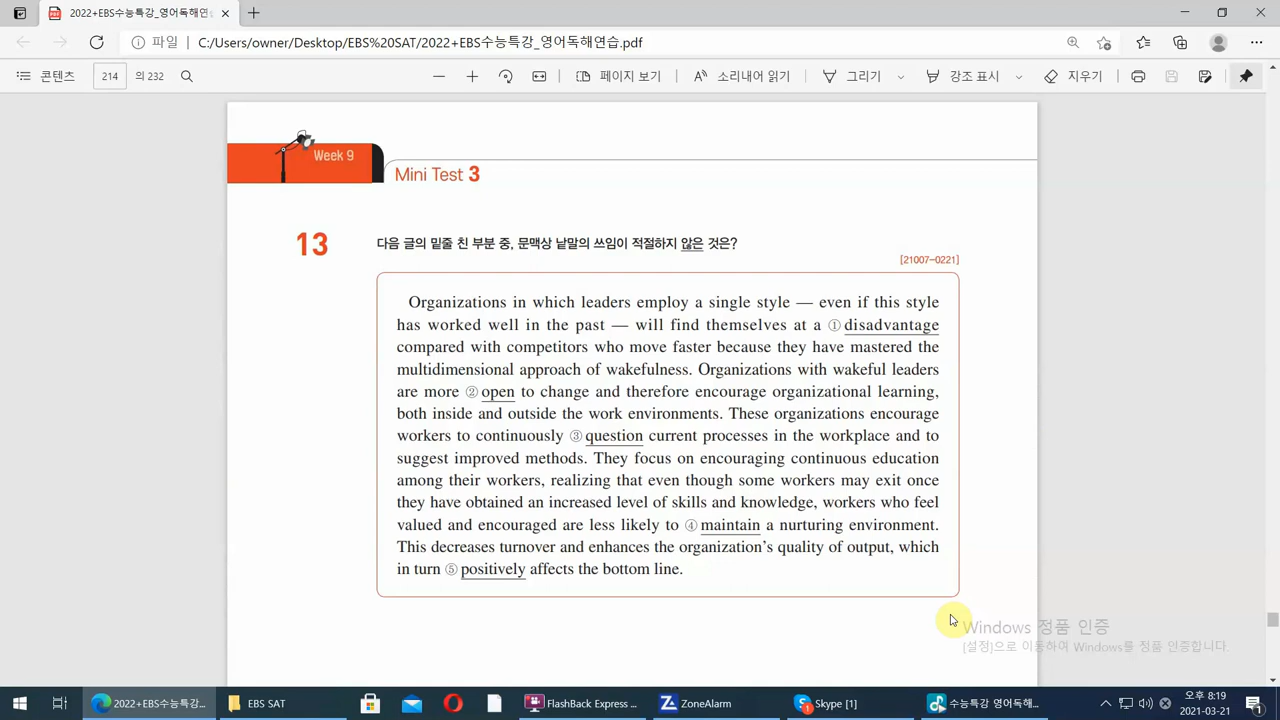 2022+EBS수능특강_영어독해연습
파일 C:/Users/owner/Desktop/EBS%20SAT/2022+EBS수능특강_영어독해연습.pdf
콘텐츠 214 의 232 페이지 보기 소리내어 읽기 그리기 강조 표시 지우기
Week 9
Mini Test 3
13 다음 글의 밑줄 친 부분 중, 문맥상 낱말의 쓰임이 적절하지 않은 것은?
[21007-0221]
Organizations in which leaders employ a single style — even if this style
has worked well in the past — will find themselves at a ① disadvantage
compared with competitors who move faster because they have mastered the
multidimensional approach of wakefulness. Organizations with wakeful leaders
are more ② open to change and therefore encourage organizational learning,
both inside and outside the work environments. These organizations encourage
workers to continuously ③ question current processes in the workplace and to
suggest improved methods. They focus on encouraging continuous education
among their workers, realizing that even though some workers may exit once
they have obtained an increased level of skills and knowledge, workers who feel
valued and encouraged are less likely to ④ maintain a nurturing environment.
This decreases turnover and enhances the organization's quality of output, which
in turn ⑤ positively affects the bottom line.
Windows 정품 인증
[설정]으로 이동하여 Windows를 정품 인증합니다.
2022+EBS수능특강_영어독해연습... EBS SAT FlashBack Express ... ZoneAlarm Skype [1] 수능특강 영어독해... 오후 8:19
2021-03-21